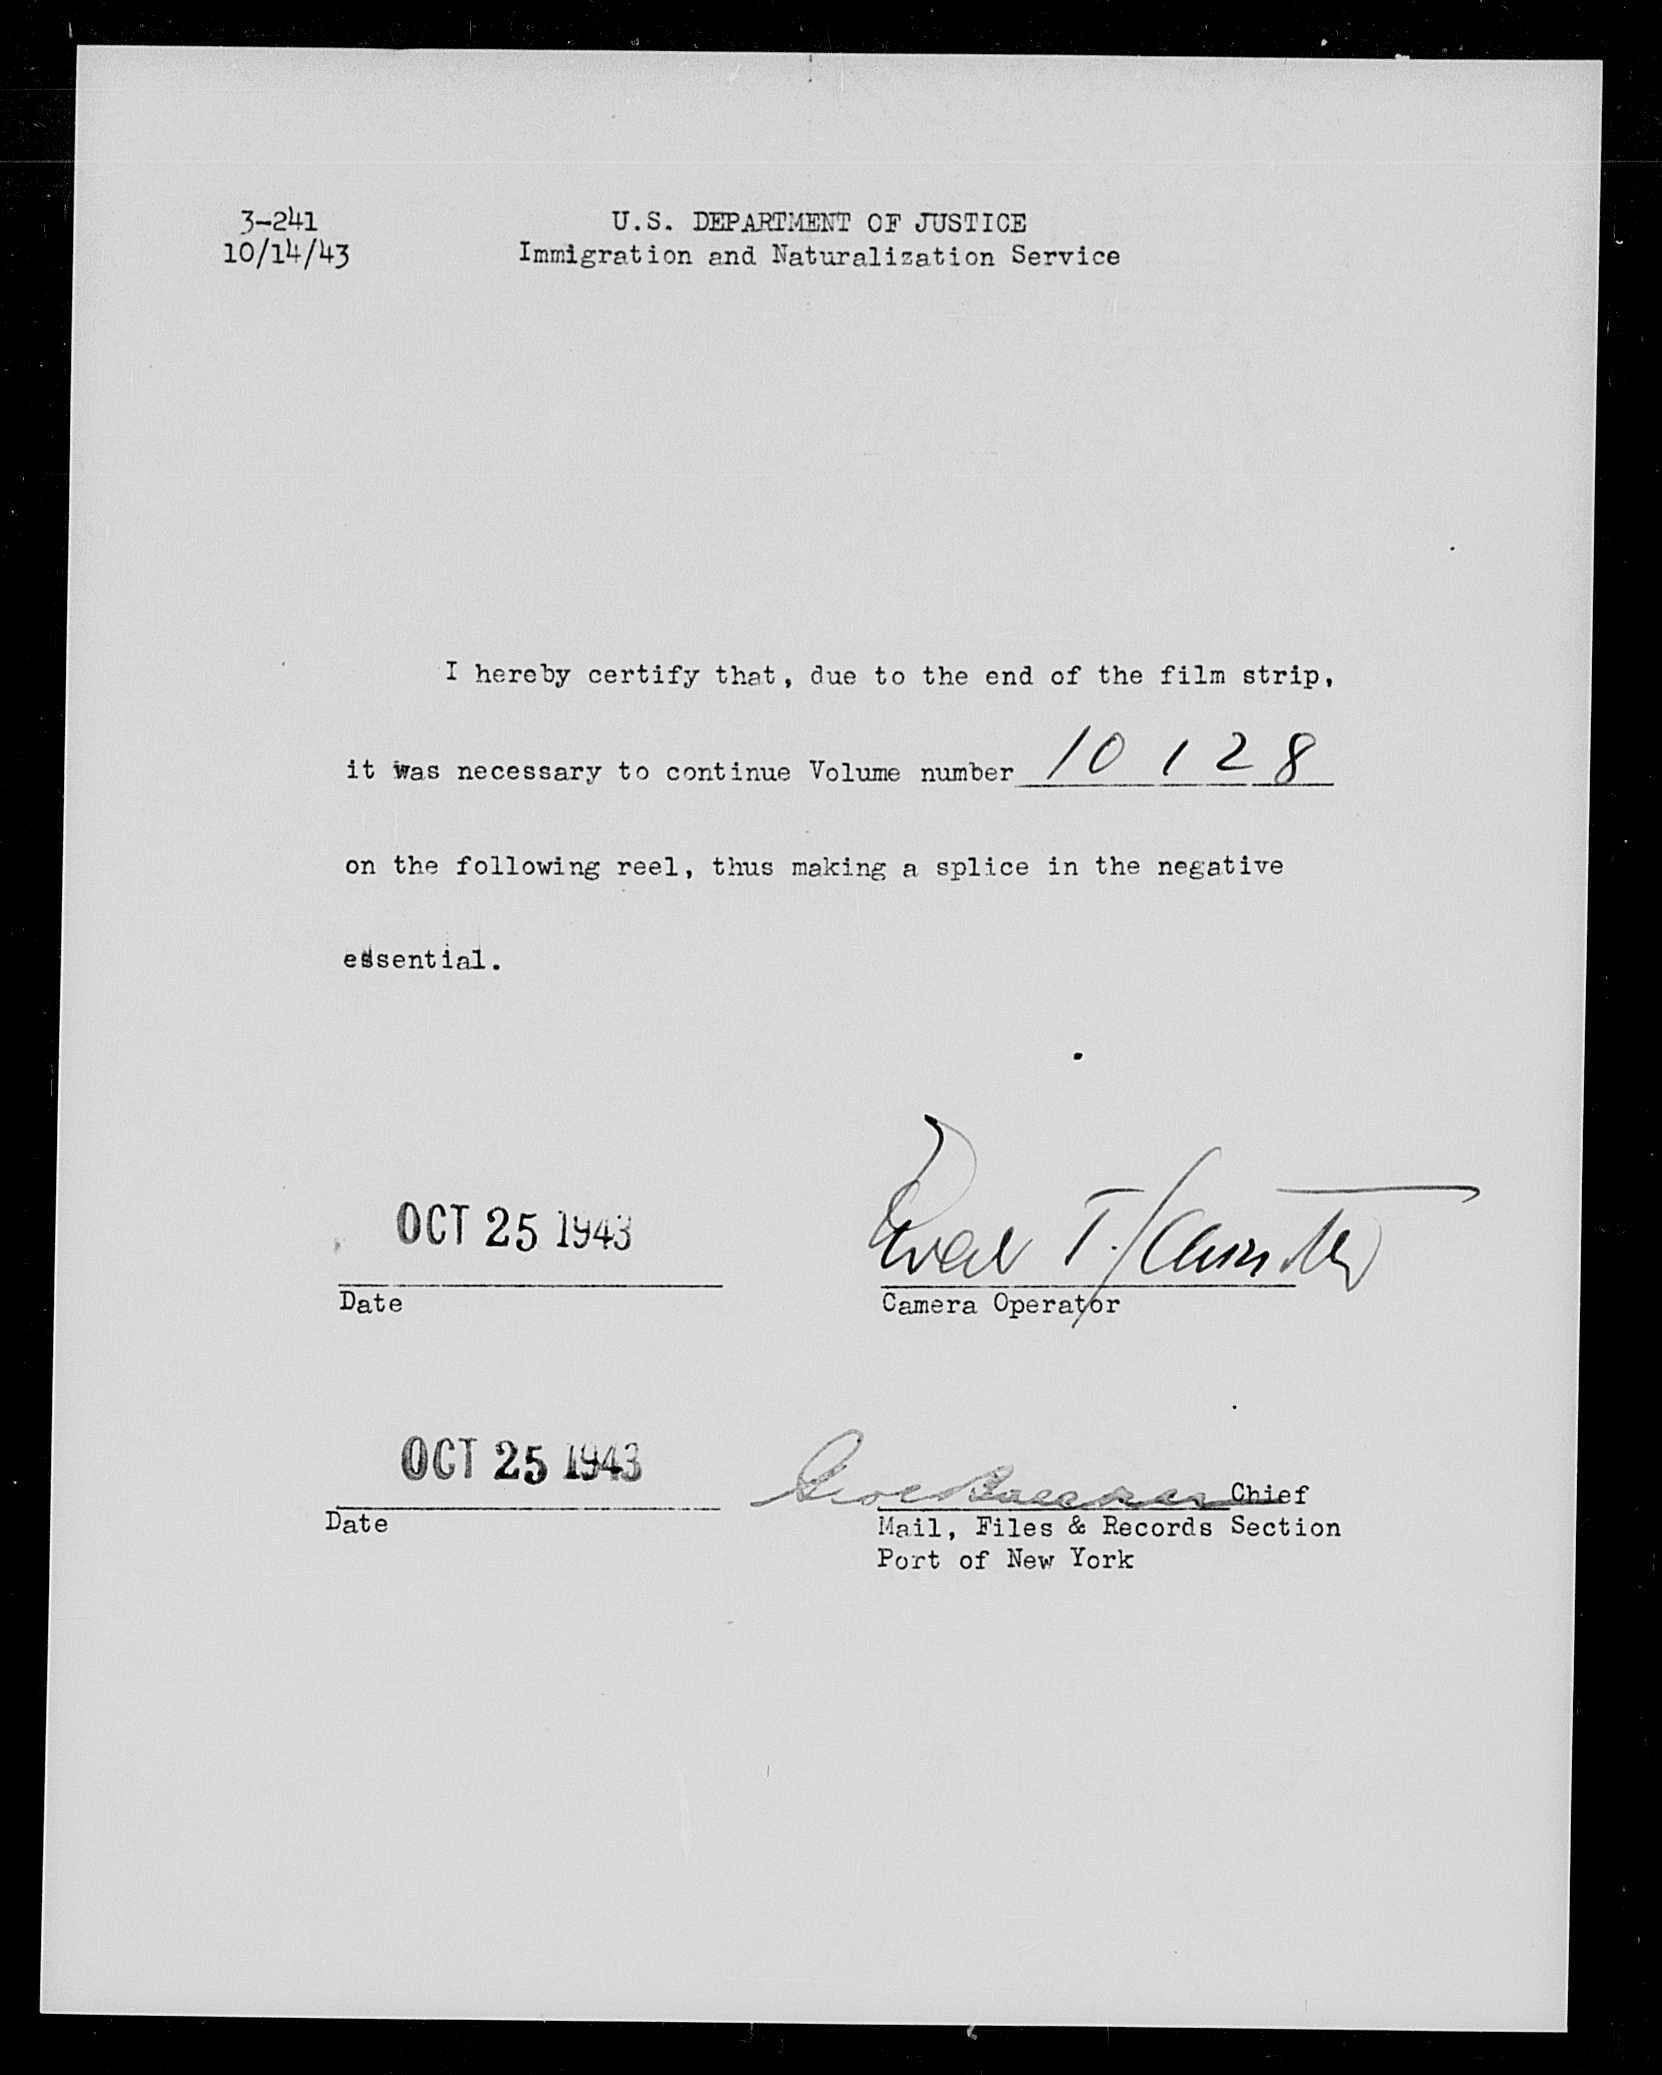 3-241
U.S. DEPARTMENT OF JUSTICE
10/14/43
Immigration and Naturalization Service
I hereby certify that, due to the end of the film strip,
it was necessary to continue Volume number 10128
on the following reel, thus making a splice in the negative
essential.
OCT 25 1943
T.
Date
Camera Operator
OCT 25 1943
Chief
Date
Mail, Files & Records Section
Port of New York